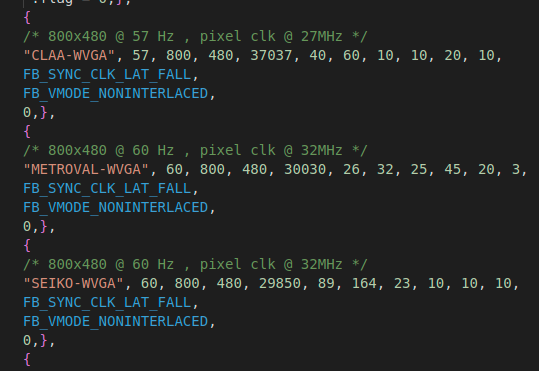 {
/* 800x480 @ 57 Hz , pixel clk @ 27MHz */
"CLAA-WVGA", 57, 800, 480, 37037, 40, 60, 10, 10, 20, 10,
FB_SYNC_CLK_LAT_FALL,
FB_VMODE_NONINTERLACED,
0,},
{
/* 800x480 @ 60 Hz , pixel clk @ 32MHz */
"METROVAL-WVGA", 60, 800, 480, 30030, 26, 32, 25, 45, 20, 3,
FB_SYNC_CLK_LAT_FALL,
FB_VMODE_NONINTERLACED,
0,},
{
/* 800x480 @ 60 Hz , pixel clk @ 32MHz */
"SEIKO-WVGA", 60, 800, 480, 29850, 89, 164, 23, 10, 10, 10,
FB_SYNC_CLK_LAT_FALL,
FB_VMODE_NONINTERLACED,
0,},
{